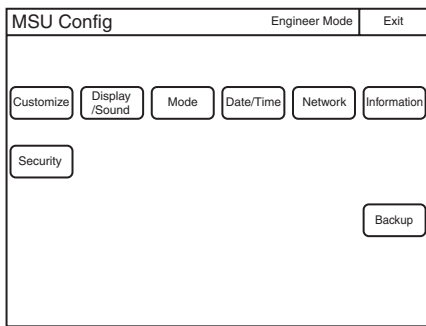 MSU Config Engineer Mode Exit
Customize Display /Sound Mode Date/Time Network Information
Security
Backup